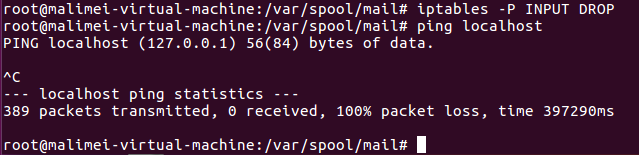 root@malimei-virtual-machine:/var/spool/mail# iptables -P INPUT DROP
root@malimei-virtual-machine:/var/spool/mail# ping localhost
PING localhost (127.0.0.1) 56(84) bytes of data.
^C
--- localhost ping statistics ---
389 packets transmitted, 0 received, 100% packet loss, time 397290ms
root@malimei-virtual-machine:/var/spool/mail#